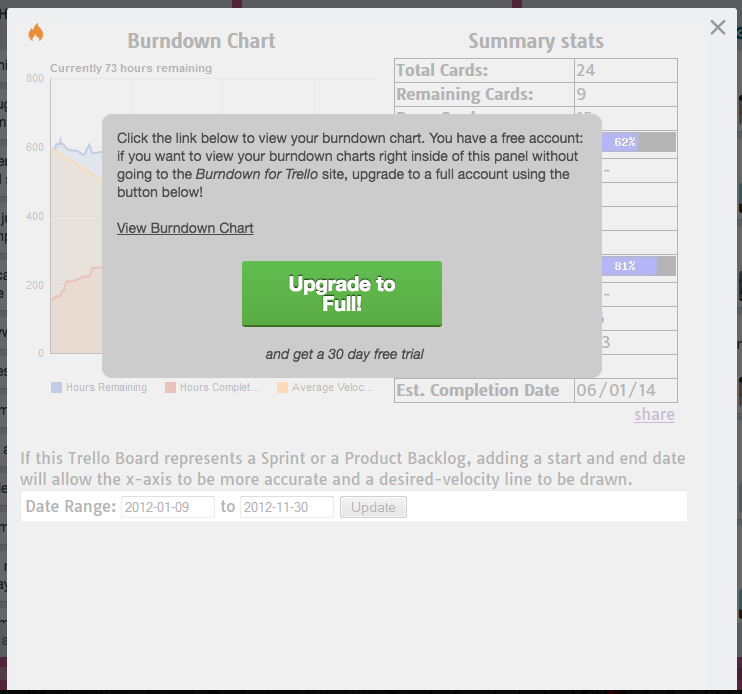 Burndown Chart
Summary stats
Currently 73 hours remaining
800
600
400
200
0
Hours Remaining
Hours Complet...
Average Veloc...
Total Cards:
24
Remaining Cards:
9
62%
-
81%
-
3
Est. Completion Date
06/01/14
share
Click the link below to view your burndown chart. You have a free account:
if you want to view your burndown charts right inside of this panel without
going to the Burndown for Trello site, upgrade to a full account using the
button below!
View Burndown Chart
Upgrade to
Full!
and get a 30 day free trial
If this Trello Board represents a Sprint or a Product Backlog, adding a start and end date
will allow the x-axis to be more accurate and a desired-velocity line to be drawn.
Date Range: 2012-01-09 to 2012-11-30 Update